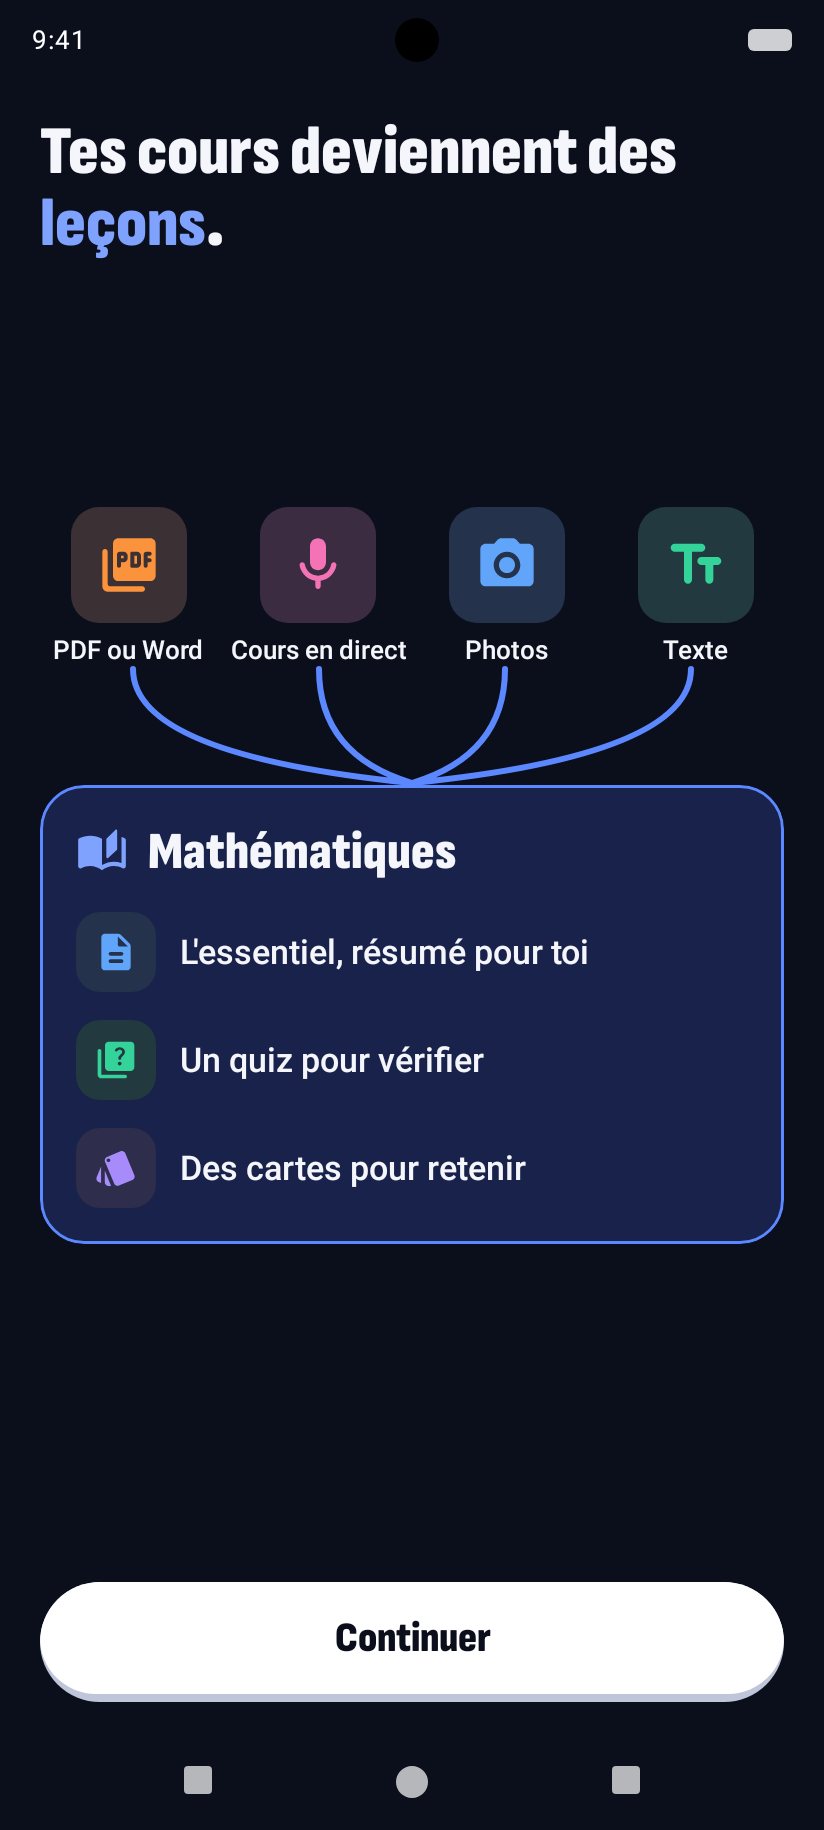 9:41
Tes cours deviennent des
leçons.
PDF
PDF ou Word
Cours en direct
Photos
Tт
Texte
Mathématiques
L'essentiel, résumé pour toi
?
Un quiz pour vérifier
Des cartes pour retenir
Continuer